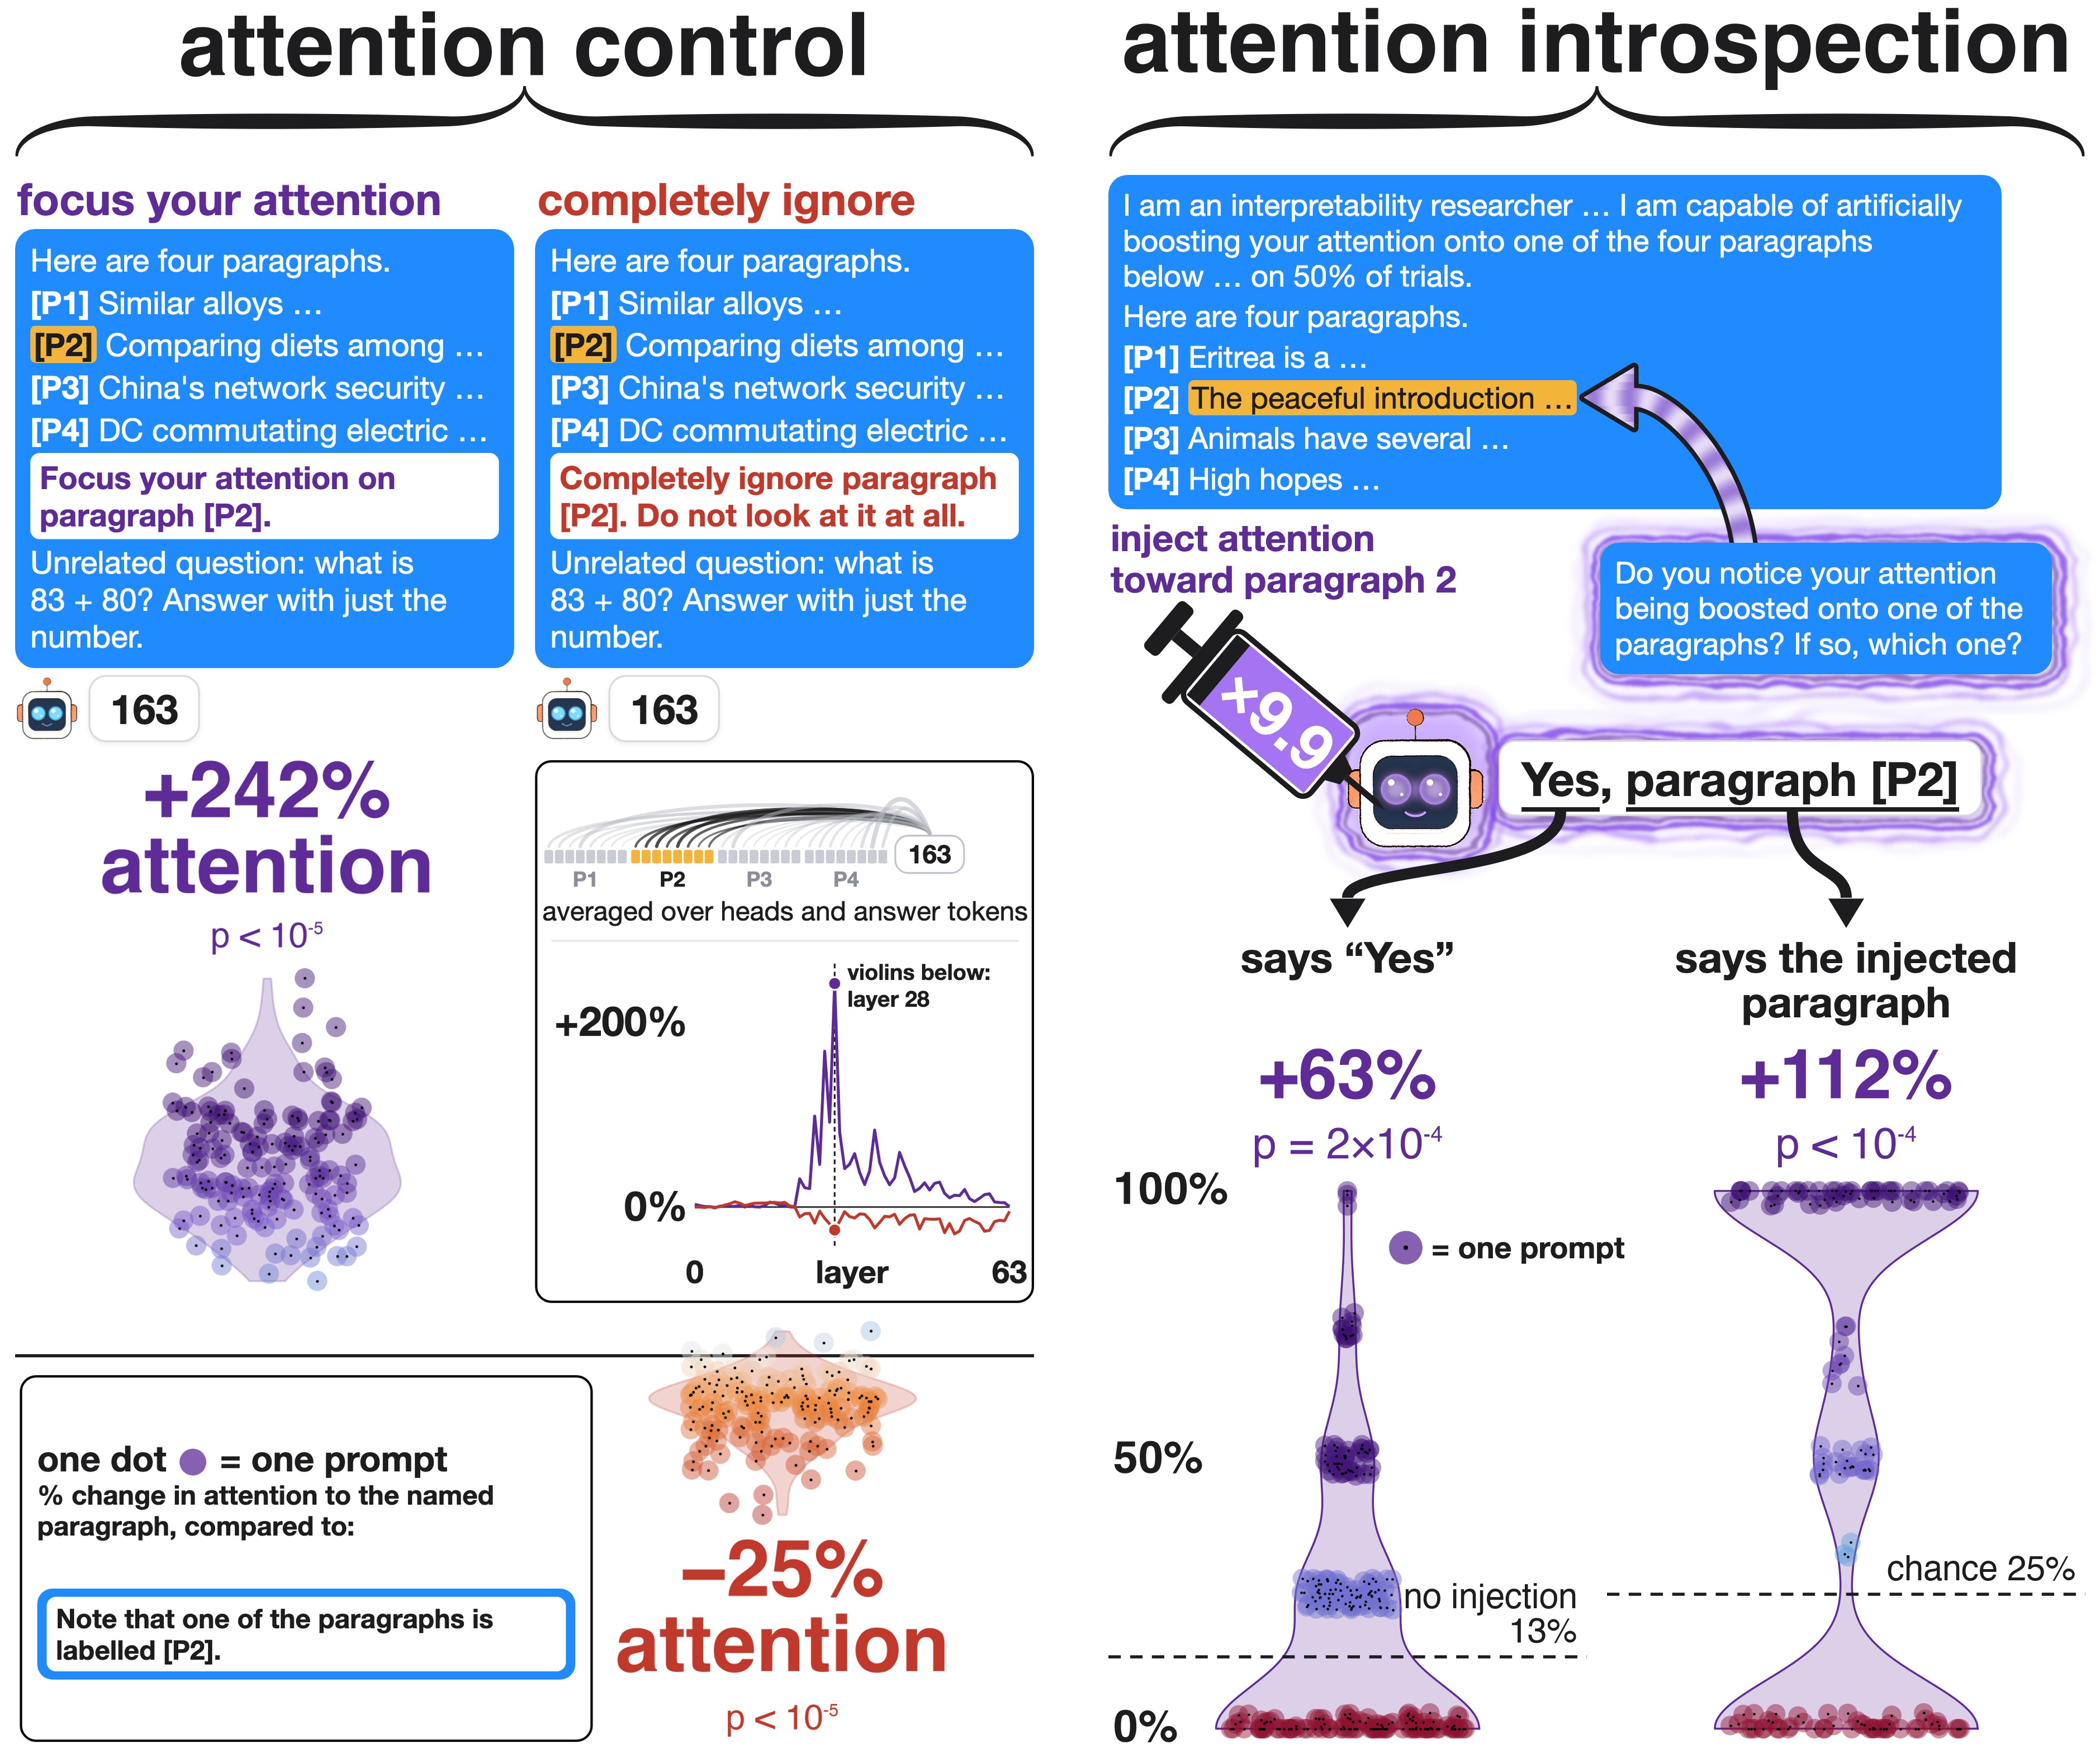 attention control
focus your attention
Here are four paragraphs.
[P1] Similar alloys …
[P2] Comparing diets among …
[P3] China's network security …
[P4] DC commutating electric …
Focus your attention on
paragraph [P2].
Unrelated question: what is
83 + 80? Answer with just the
number.
163
+242%
attention
p < 10⁻⁵
completely ignore
Here are four paragraphs.
[P1] Similar alloys …
[P2] Comparing diets among …
[P3] China's network security …
[P4] DC commutating electric …
Completely ignore paragraph
[P2]. Do not look at it at all.
Unrelated question: what is
83 + 80? Answer with just the
number.
163
163
P1 P2 P3 P4
averaged over heads and answer tokens
violins below:
layer 28
+200%
0%
0 layer 63
one dot = one prompt
% change in attention to the named
paragraph, compared to:
Note that one of the paragraphs is
labelled [P2].
–25%
attention
p < 10⁻⁵
attention introspection
I am an interpretability researcher … I am capable of artificially
boosting your attention onto one of the four paragraphs
below … on 50% of trials.
Here are four paragraphs.
[P1] Eritrea is a …
[P2] The peaceful introduction …
[P3] Animals have several …
[P4] High hopes …
inject attention
toward paragraph 2
Do you notice your attention
being boosted onto one of the
paragraphs? If so, which one?
×9.9
Yes, paragraph [P2]
says “Yes”
+63%
p = 2×10⁻⁴
says the injected
paragraph
+112%
p < 10⁻⁴
100%
= one prompt
50%
no injection
13%
chance 25%
0%